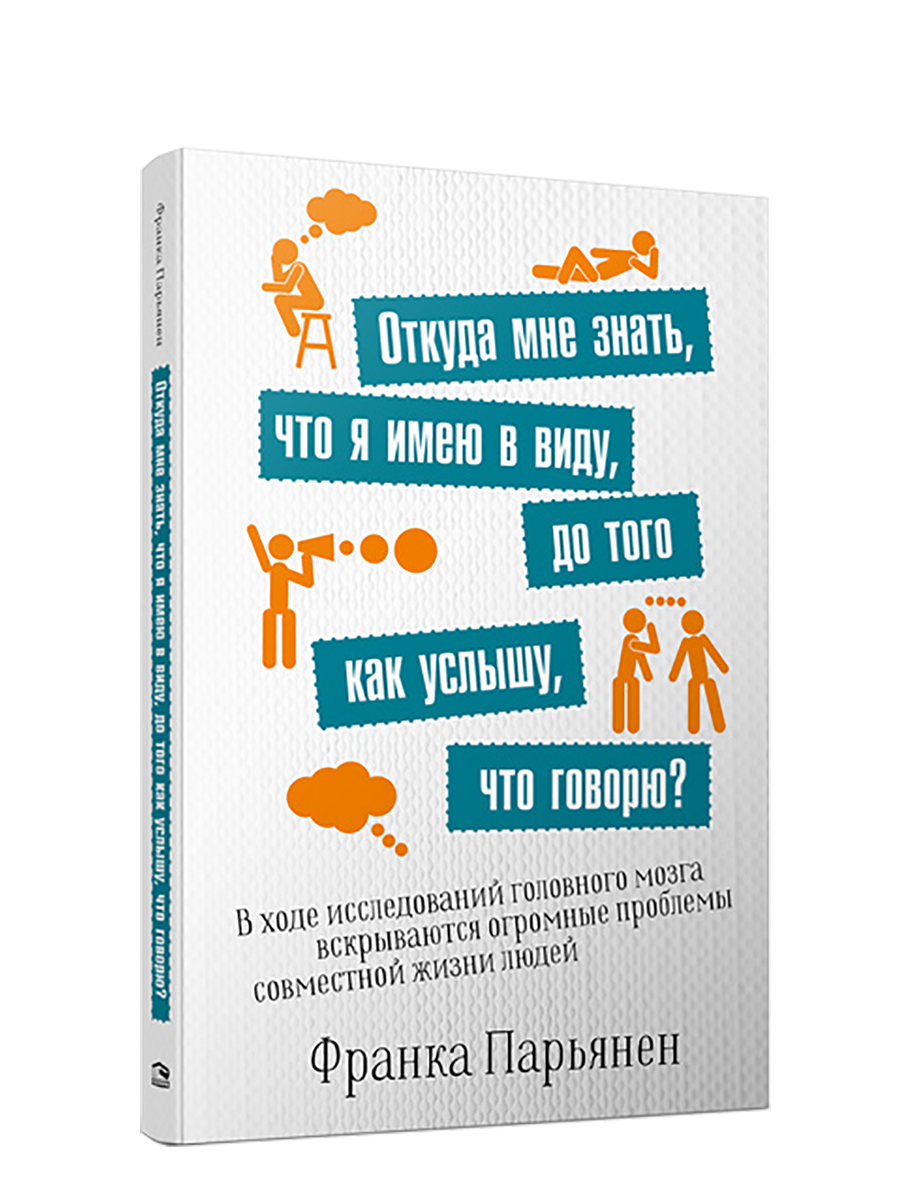 Франка Парьянен
Откуда мне знать, что я имею в виду, до того как услышу, что говорю?
Откуда мне знать,
что я имею в виду,
до того
как услышу,
что говорю?
В ходе исследований головного мозга
вскрываются огромные проблемы
совместной жизни людей
Франка Парьянен